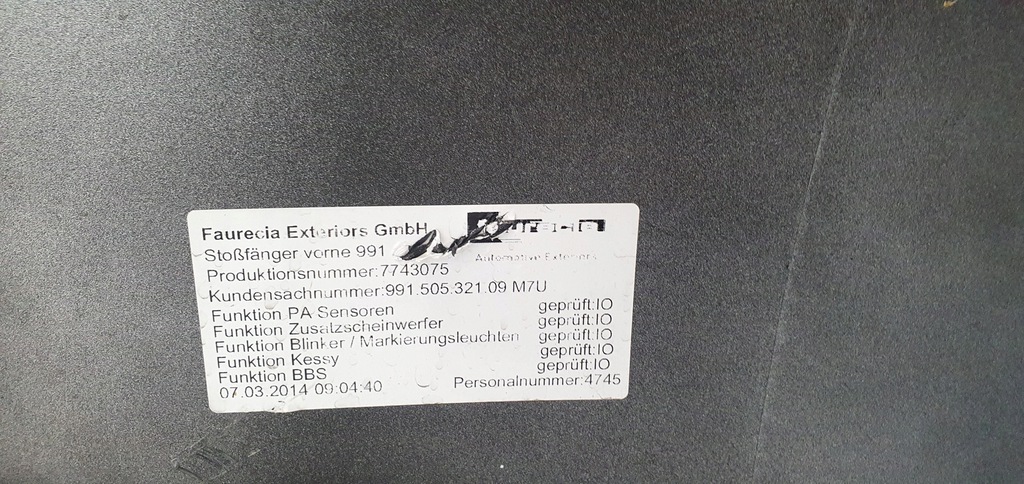 Faurecia Exteriors GmbH
Stoßfänger vorne 991
Automotive Exteriors
Produktionsnummer:7743075
Kundensachnummer:991.505.321.09 M7U
Funktion PA Sensoren geprüft:IO
Funktion Zusatzscheinwerfer geprüft:IO
Funktion Blinker / Markierungsleuchten geprüft:IO
Funktion Kessy geprüft:IO
Funktion BBS geprüft:IO
07.03.2014 09:04:40 Personalnummer:4745